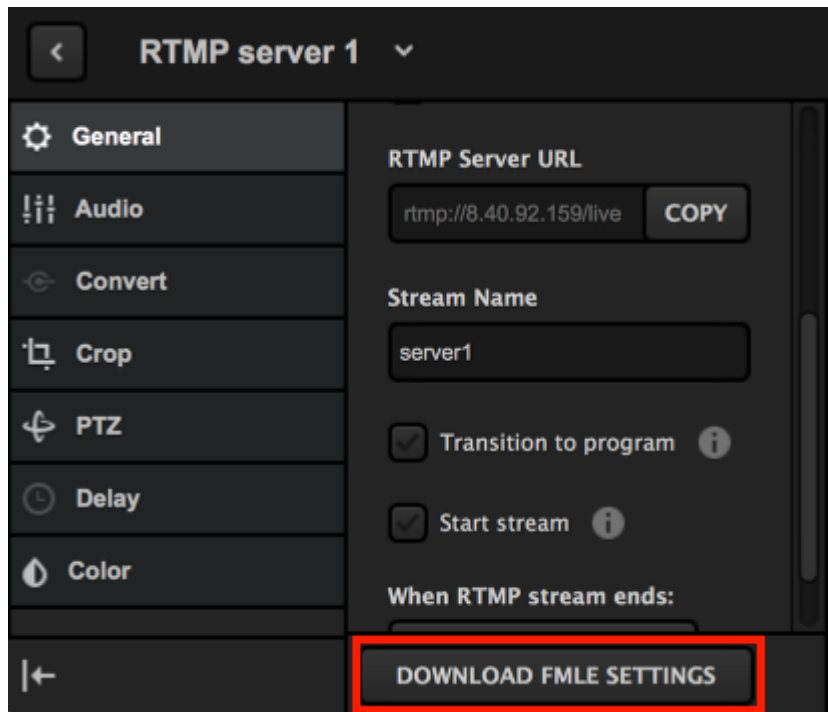 RTMP server 1
General
Audio
Convert
Crop
PTZ
Delay
Color
RTMP Server URL
rtmp://8.40.92.159/live COPY
Stream Name
server1
Transition to program
Start stream
When RTMP stream ends:
DOWNLOAD FMLE SETTINGS